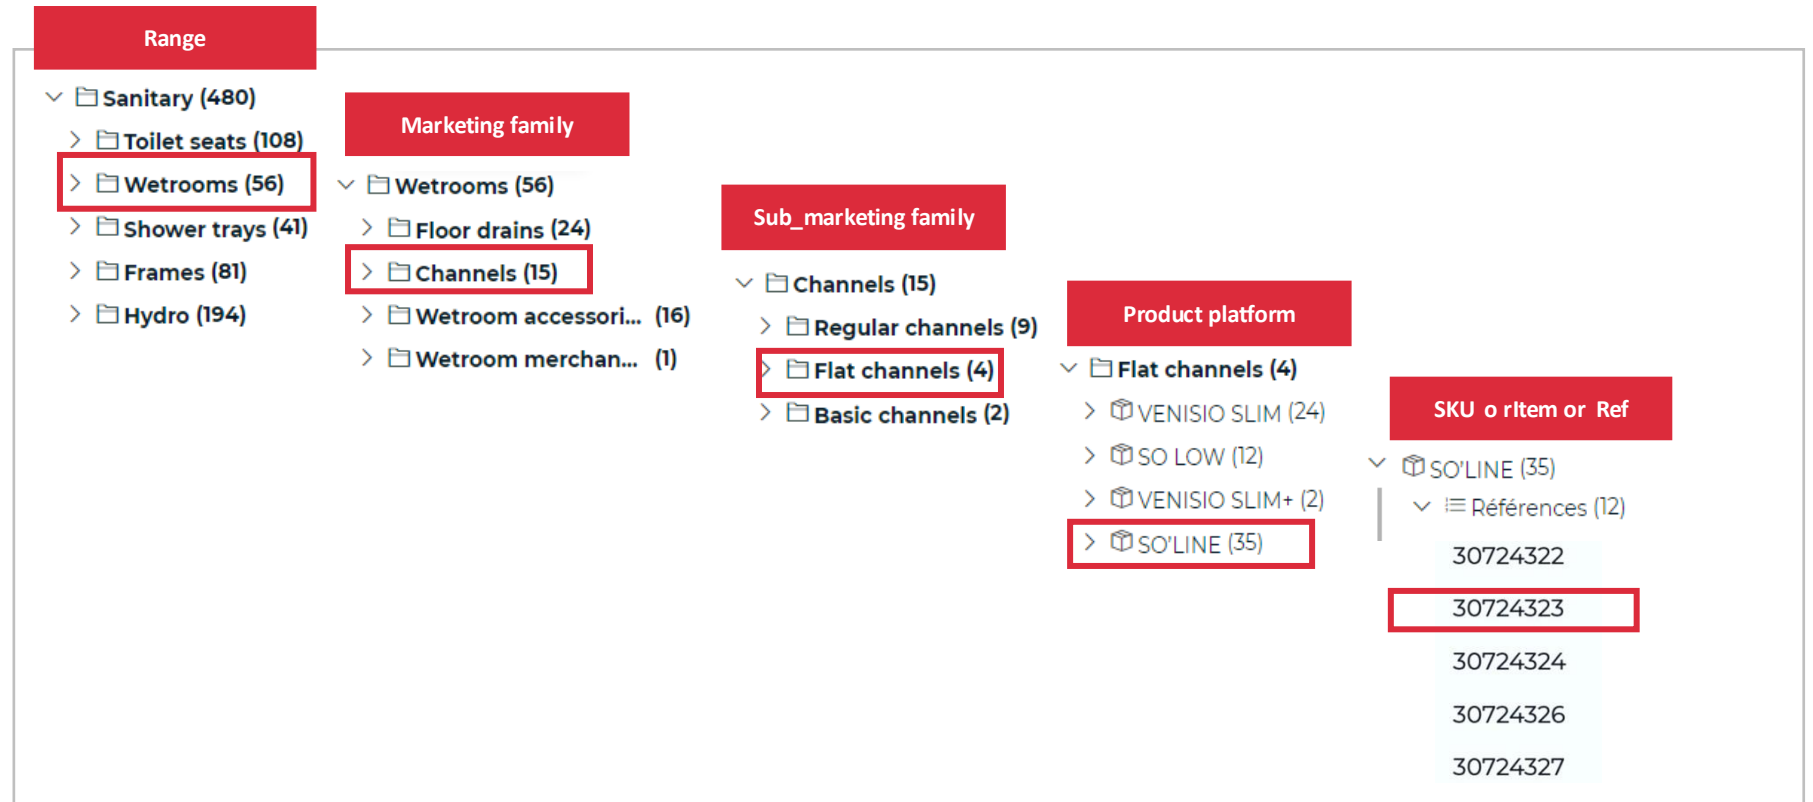 Range
Sanitary (480)
Toilet seats (108)
Wetrooms (56)
Shower trays (41)
Frames (81)
Hydro (194)
Marketing family
Wetrooms (56)
Floor drains (24)
Channels (15)
Wetroom accessori... (16)
Wetroom merchan... (1)
Sub_marketing family
Channels (15)
Regular channels (9)
Flat channels (4)
Basic channels (2)
Product platform
Flat channels (4)
VENISIO SLIM (24)
SO LOW (12)
VENISIO SLIM+ (2)
SO'LINE (35)
SKU o rItem or Ref
SO'LINE (35)
Références (12)
30724322
30724323
30724324
30724326
30724327